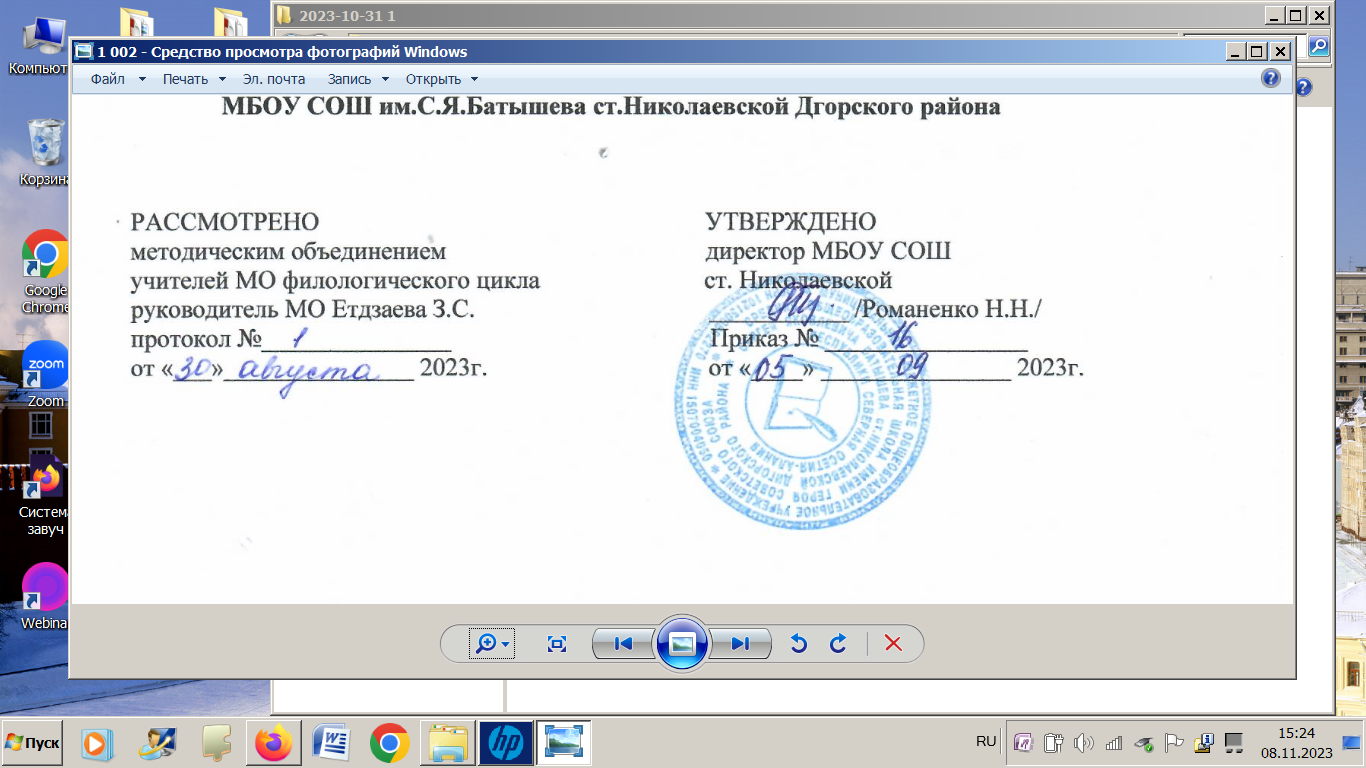 2023-10-31 1
1 002 - Средство просмотра фотографий Windows
Файл Печать Эл. почта Запись Открыть
МБОУ СОШ им.С.Я.Батышева ст.Николаевской Дгорского района
РАССМОТРЕНО
методическим объединением
учителей МО филологического цикла
руководитель МО Етдзаева З.С.
протокол № 1
от «30» августа 2023г.
УТВЕРЖДЕНО
директор МБОУ СОШ
ст. Николаевской
/Романенко Н.Н./
Приказ № 16
от «05» 09 2023г.
Компьют
Корзина
Google
Chrome
zoom
Zoom
Система
завуч
Webina
Пуск
hp
RU
15:24
08.11.2023